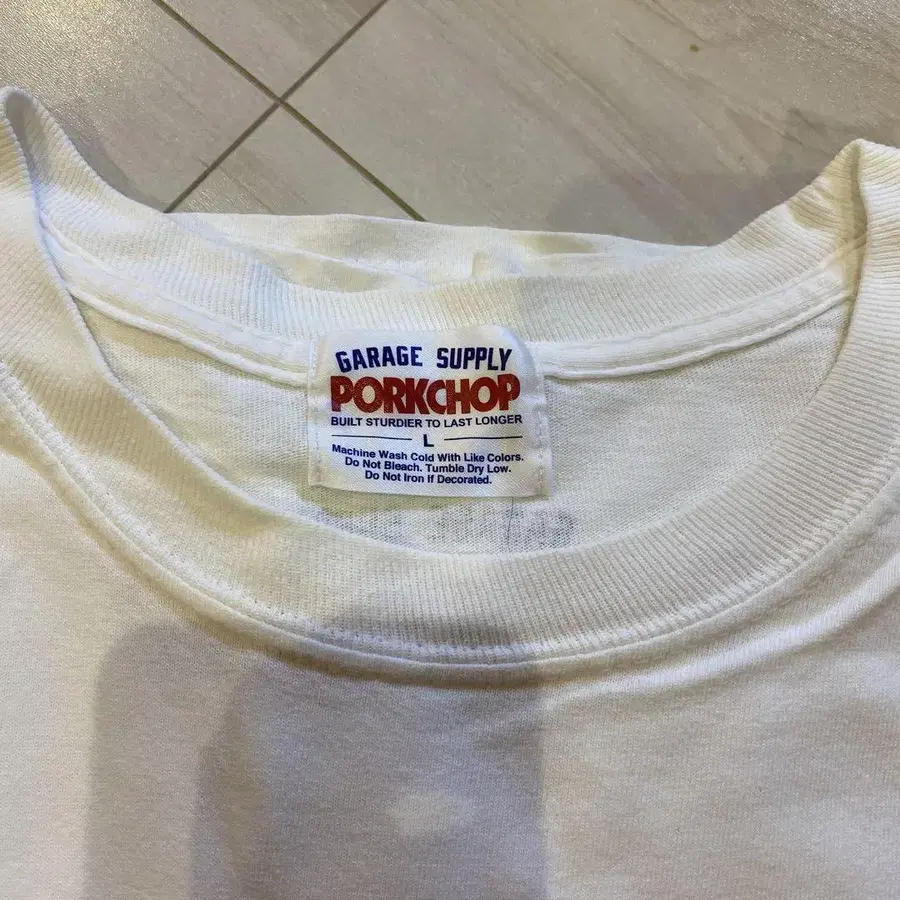 GARAGE SUPPLY
PORKCHOP
BUILT STURDIER TO LAST LONGER
L
Machine Wash Cold With Like Colors.
Do Not Bleach. Tumble Dry Low.
Do Not Iron If Decorated.